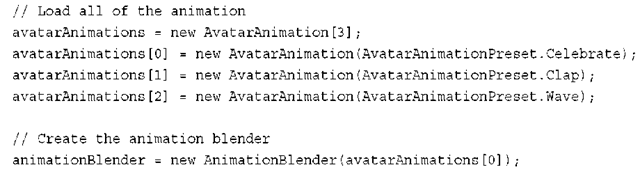 // Load all of the animation
avatarAnimations = new AvatarAnimation[3];
avatarAnimations[0] = new AvatarAnimation(AvatarAnimationPreset.Celebrate);
avatarAnimations[1] = new AvatarAnimation(AvatarAnimationPreset.Clap);
avatarAnimations[2] = new AvatarAnimation(AvatarAnimationPreset.Wave);
// Create the animation blender
animationBlender = new AnimationBlender(avatarAnimations[0]);